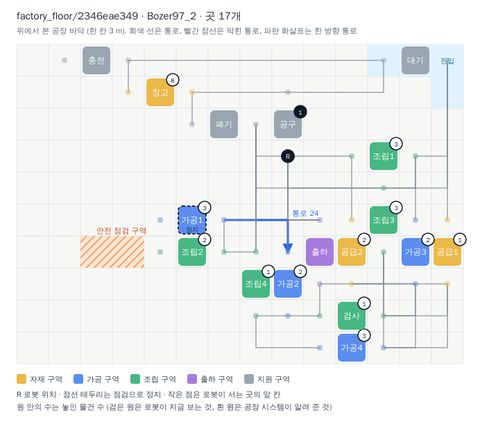 factory_floor/2346eae349 · Bozer97_2 · 곳 17개
위에서 본 공장 바닥 (한 칸 3 m). 회색 선은 통로, 빨간 점선은 막힌 통로, 파란 화살표는 한 방향 통로
충전
대기
진입
창고
8
폐기
공구
1
R
조립1
3
가공1
3
정지
통로 24
조립3
3
안전 점검 구역
조립2
2
출하
공급2
2
가공3
2
공급1
1
조립4
1
가공2
2
검사
1
가공4
3
자재 구역
가공 구역
조립 구역
출하 구역
지원 구역
R 로봇 위치 · 점선 테두리는 점검으로 정지 · 작은 점은 로봇이 서는 곳의 앞 칸
원 안의 수는 놓인 물건 수 (검은 원은 로봇이 지금 보는 것, 흰 원은 공장 시스템이 알려 준 것)